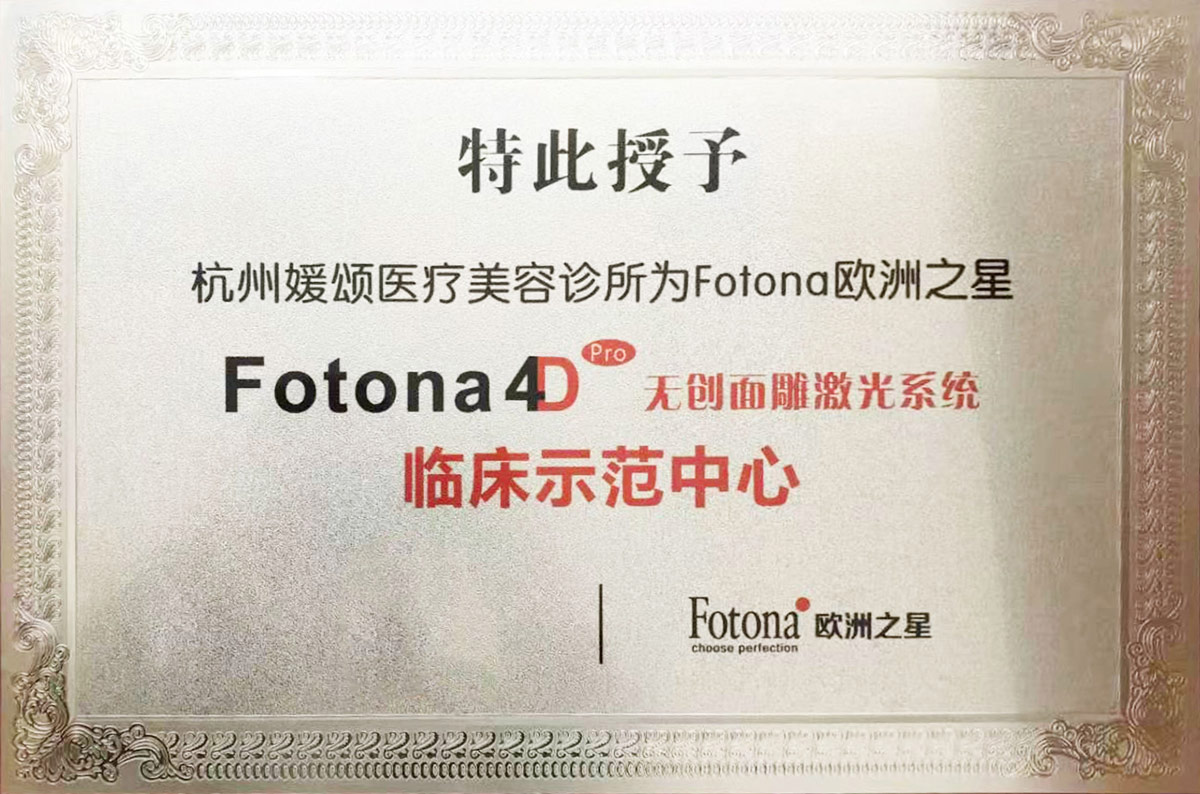 特此授予
杭州媛颂医疗美容诊所为Fotona欧洲之星
Fotona 4D Pro 无创面雕激光系统
临床示范中心
Fotona 欧洲之星
choose perfection